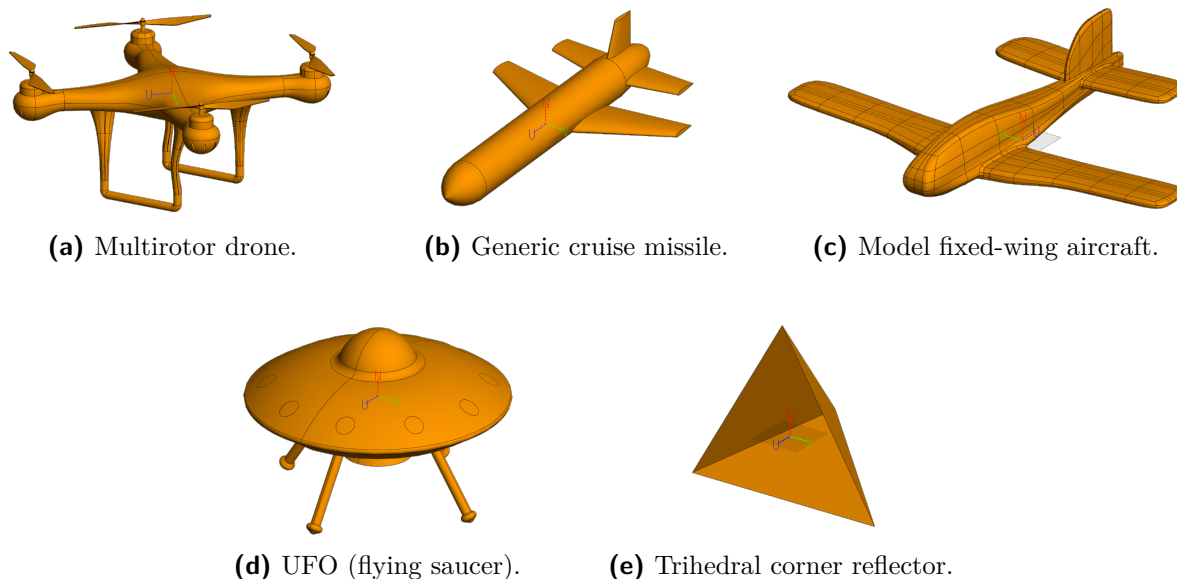 (a) Multirotor drone.
(b) Generic cruise missile.
(c) Model fixed-wing aircraft.
(d) UFO (flying saucer).
(e) Trihedral corner reflector.